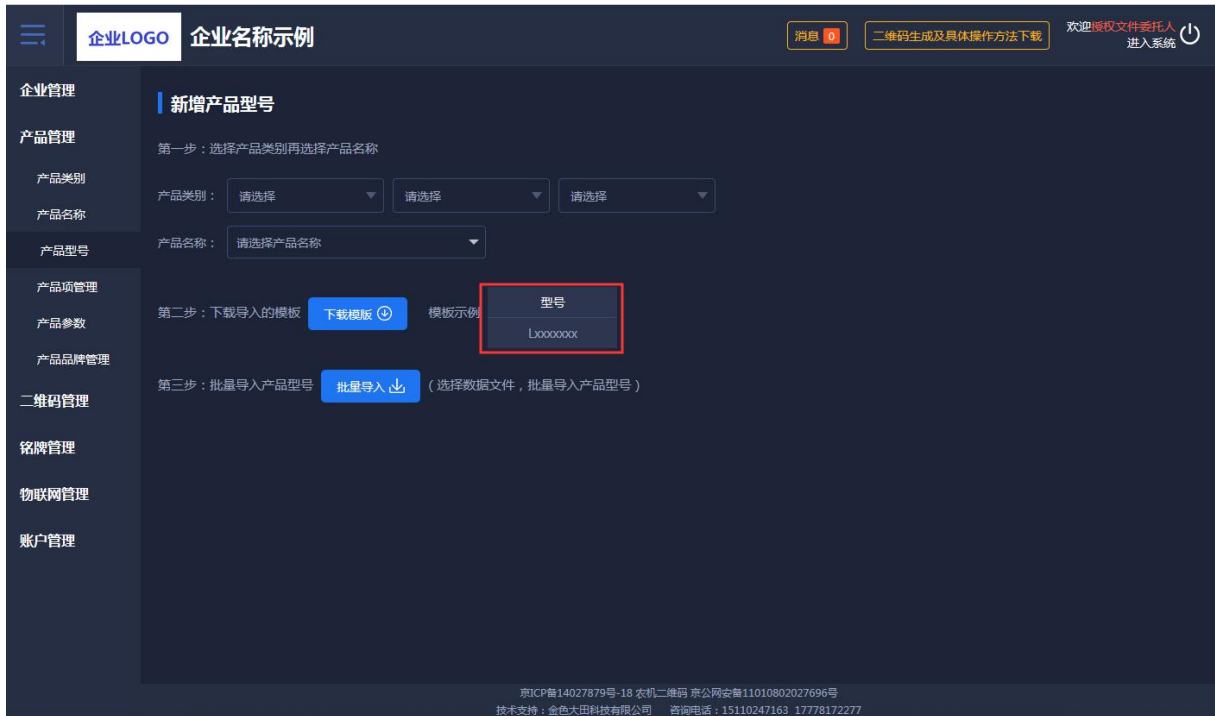 企业LOGO 企业名称示例 消息 0 二维码生成及具体操作方法下载 欢迎授权文件委托人
进入系统
企业管理
新增产品型号
产品管理
第一步：选择产品类别再选择产品名称
产品类别
产品类别： 请选择 请选择 请选择
产品名称
产品名称： 请选择产品名称
产品型号
产品项管理
型号
第二步：下载导入的模板 下载模版 模板示例
产品参数
Lxxxxxxx
产品品牌管理
第三步：批量导入产品型号 批量导入 （选择数据文件，批量导入产品型号）
二维码管理
铭牌管理
物联网管理
账户管理
京ICP备14027879号-18 农机二维码 京公网安备11010802027696号
技术支持：金色大田科技有限公司 咨询电话：15110247163 17778172277